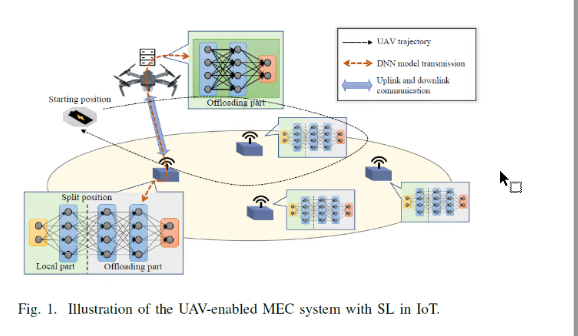 UAV trajectory
DNN model transmission
Uplink and downlink
communication
Offloading part
Starting position
Split position
Local part
Offloading part
Fig. 1. Illustration of the UAV-enabled MEC system with SL in IoT.